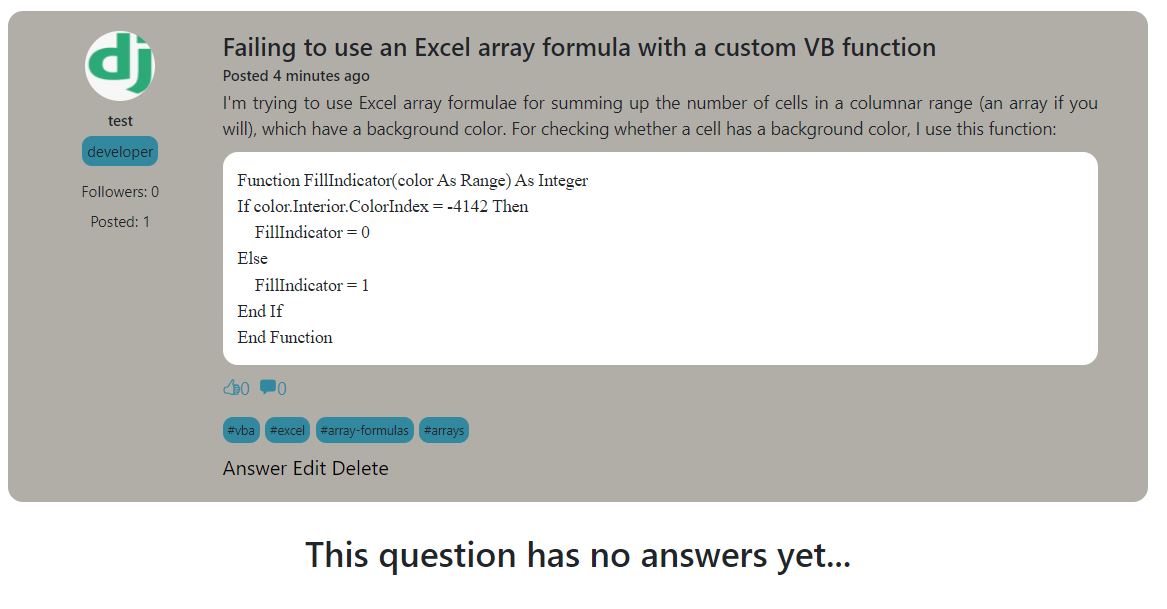 dj
test
developer
Followers: 0
Posted: 1
Failing to use an Excel array formula with a custom VB function
Posted 4 minutes ago
I'm trying to use Excel array formulae for summing up the number of cells in a columnar range (an array if you
will), which have a background color. For checking whether a cell has a background color, I use this function:
Function FillIndicator(color As Range) As Integer
If color.Interior.ColorIndex = -4142 Then
    FillIndicator = 0
Else
    FillIndicator = 1
End If
End Function
0 0
#vba #excel #array-formulas #arrays
Answer Edit Delete
This question has no answers yet...